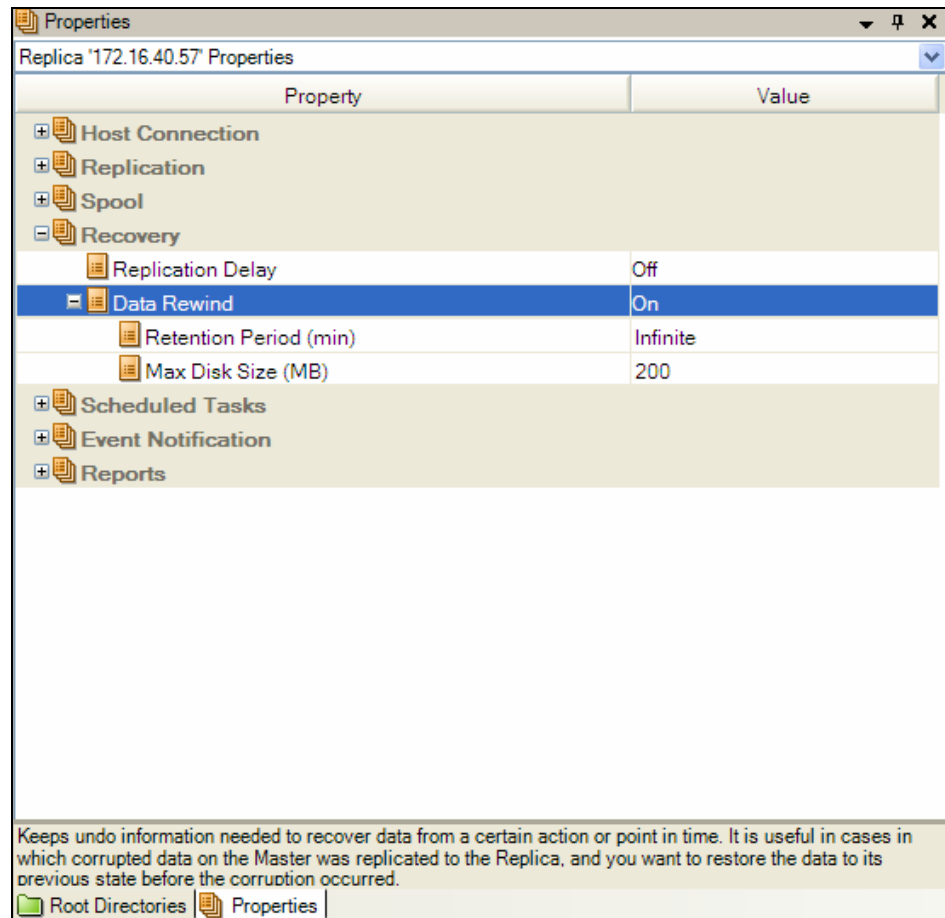 Properties
Replica '172.16.40.57' Properties
Property Value
Host Connection
Replication
Spool
Recovery
Replication Delay Off
Data Rewind On
Retention Period (min) Infinite
Max Disk Size (MB) 200
Scheduled Tasks
Event Notification
Reports
Keeps undo information needed to recover data from a certain action or point in time. It is useful in cases in
which corrupted data on the Master was replicated to the Replica, and you want to restore the data to its
previous state before the corruption occurred.
Root Directories Properties